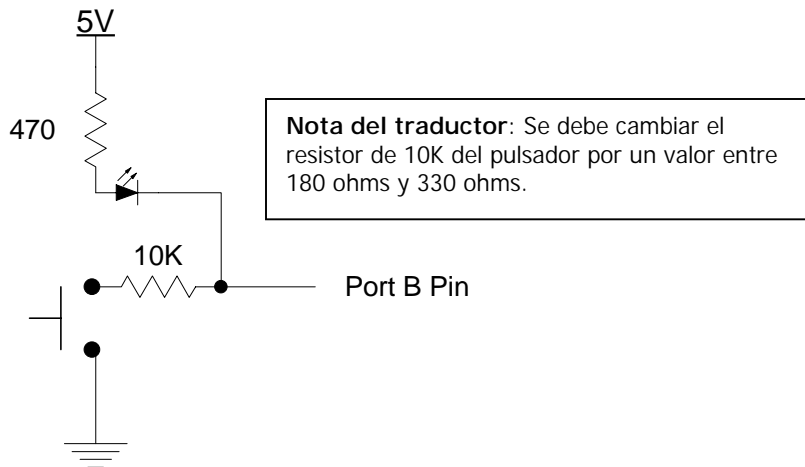 5V
470
Nota del traductor: Se debe cambiar el
resistor de 10K del pulsador por un valor entre
180 ohms y 330 ohms.
10K
Port B Pin